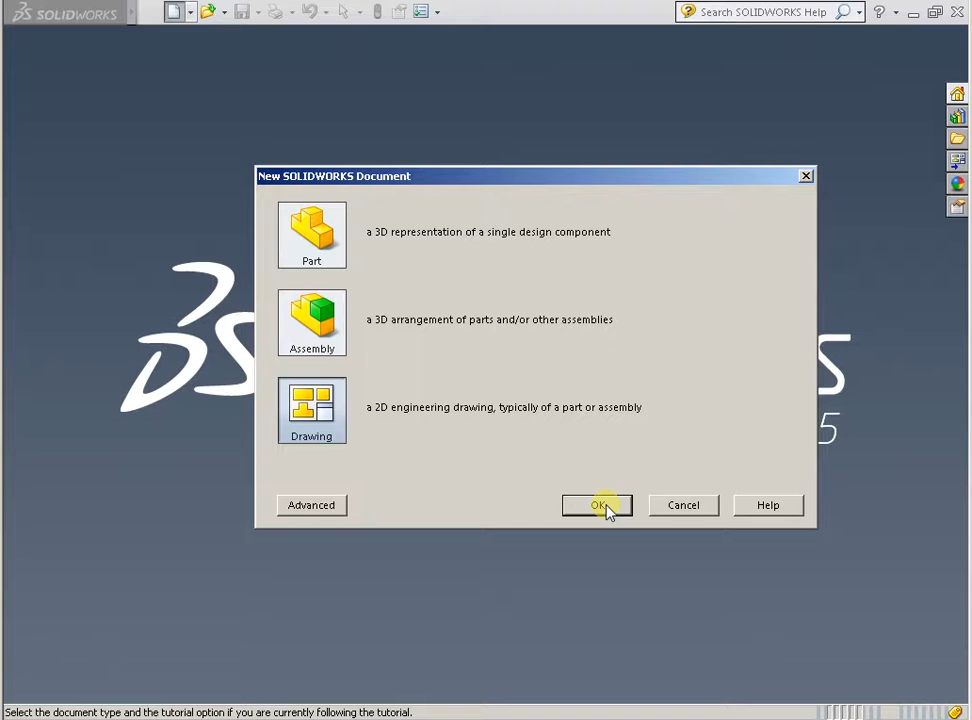 SOLIDWORKS
Search SOLIDWORKS Help
New SOLIDWORKS Document
Part
a 3D representation of a single design component
Assembly
a 3D arrangement of parts and/or other assemblies
Drawing
a 2D engineering drawing, typically of a part or assembly
S
5
Advanced
OK
Cancel
Help
Select the document type and the tutorial option if you are currently following the tutorial.